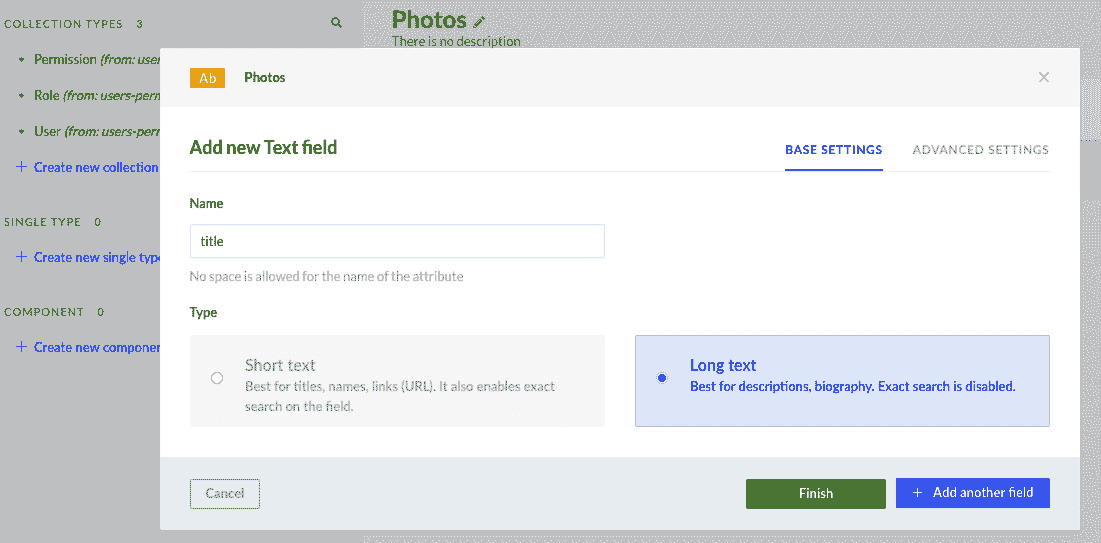 COLLECTION TYPES 3
Photos
There is no description
Permission (from: use
Role (from: users-perm
User (from: users-perm
+ Create new collection
SINGLE TYPE 0
+ Create new single type
COMPONENT 0
+ Create new componen
Ab Photos
Add new Text field
BASE SETTINGS
ADVANCED SETTINGS
Name
title
No space is allowed for the name of the attribute
Type
Short text
Best for titles, names, links (URL). It also enables exact
search on the field.
Long text
Best for descriptions, biography. Exact search is disabled.
Cancel
Finish
+ Add another field